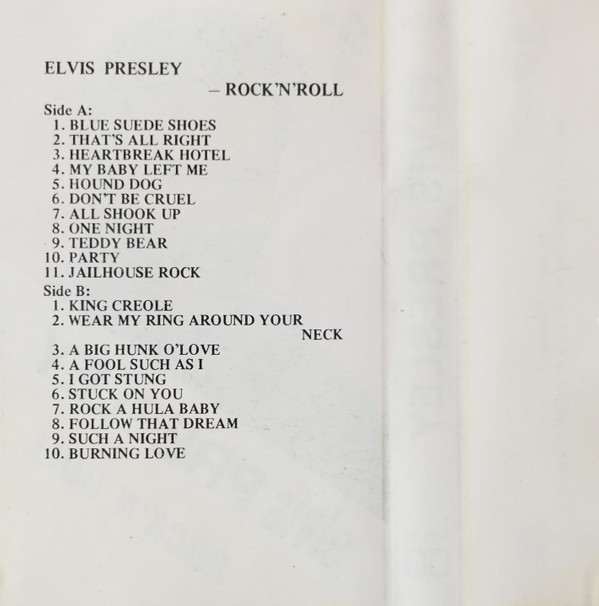 ELVIS PRESLEY
– ROCK'N'ROLL
Side A:
1. BLUE SUEDE SHOES
2. THAT'S ALL RIGHT
3. HEARTBREAK HOTEL
4. MY BABY LEFT ME
5. HOUND DOG
6. DON'T BE CRUEL
7. ALL SHOOK UP
8. ONE NIGHT
9. TEDDY BEAR
10. PARTY
11. JAILHOUSE ROCK
Side B:
1. KING CREOLE
2. WEAR MY RING AROUND YOUR
NECK
3. A BIG HUNK O'LOVE
4. A FOOL SUCH AS I
5. I GOT STUNG
6. STUCK ON YOU
7. ROCK A HULA BABY
8. FOLLOW THAT DREAM
9. SUCH A NIGHT
10. BURNING LOVE